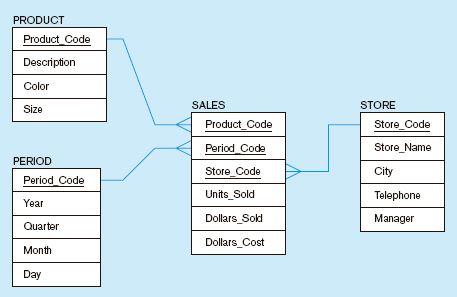 PRODUCT
Product_Code
Description
Color
Size
PERIOD
Period_Code
Year
Quarter
Month
Day
SALES
Product_Code
Period_Code
Store_Code
Units_Sold
Dollars_Sold
Dollars_Cost
STORE
Store_Code
Store_Name
City
Telephone
Manager